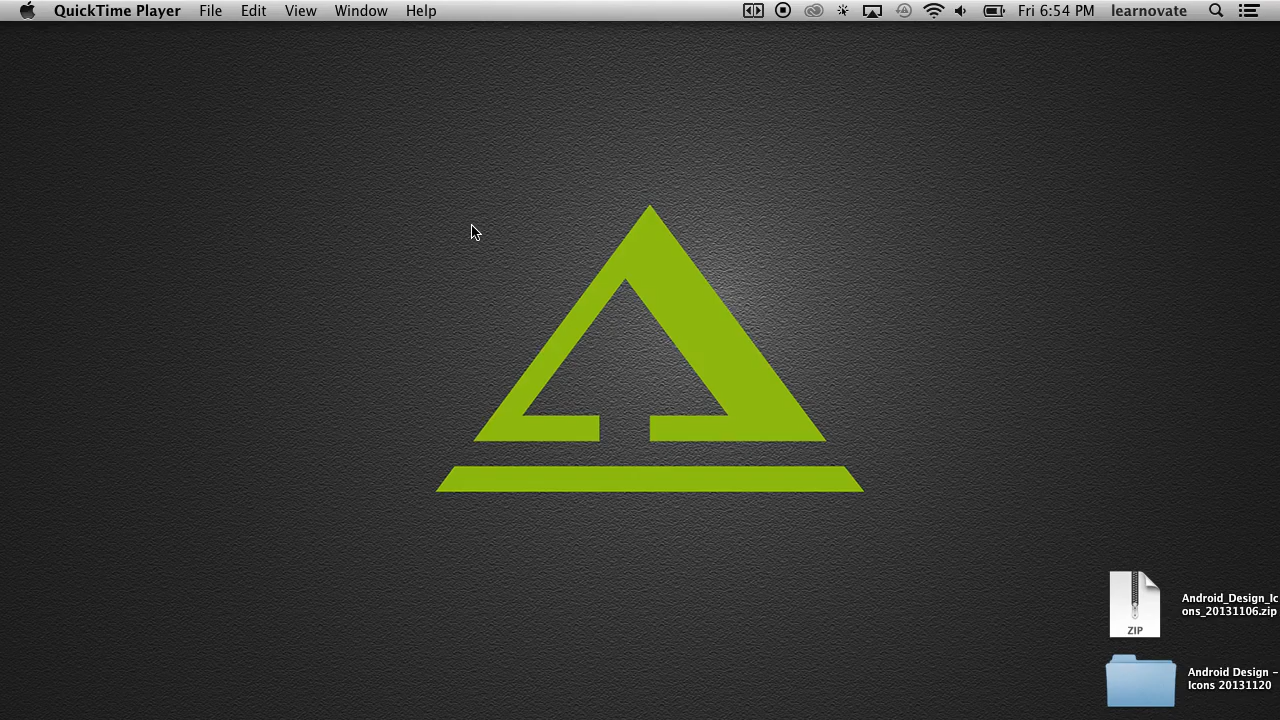 QuickTime Player File Edit View Window Help Fri 6:54 PM learnovate
Android_Design_Ic
ons_20131106.zip
ZIP
Android Design –
Icons 20131120